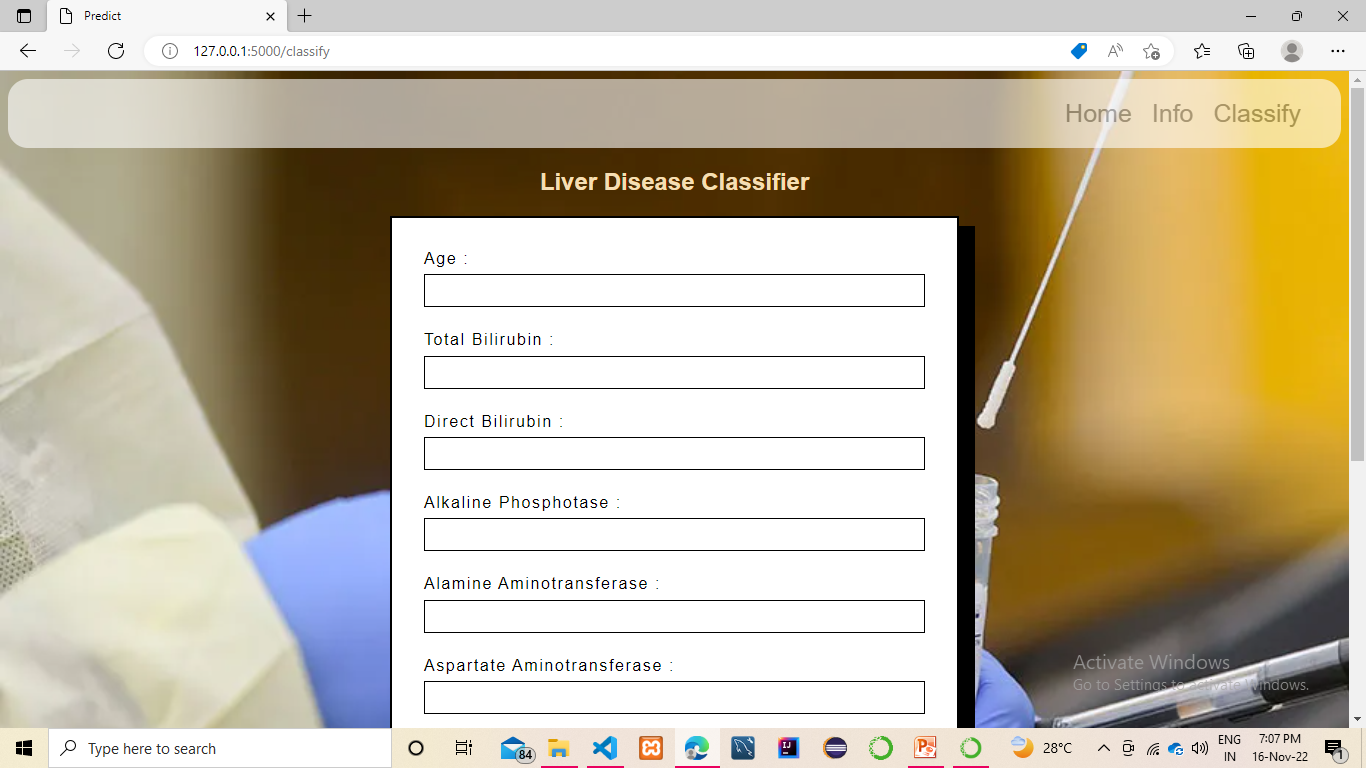 Predict
127.0.0.1:5000/classify
Home Info Classify
Liver Disease Classifier
Age :
Total Bilirubin :
Direct Bilirubin :
Alkaline Phosphotase :
Alamine Aminotransferase :
Aspartate Aminotransferase :
Activate Windows
Go to Settings to activate Windows.
Type here to search
84
28°C
ENG
IN
7:07 PM
16-Nov-22
1